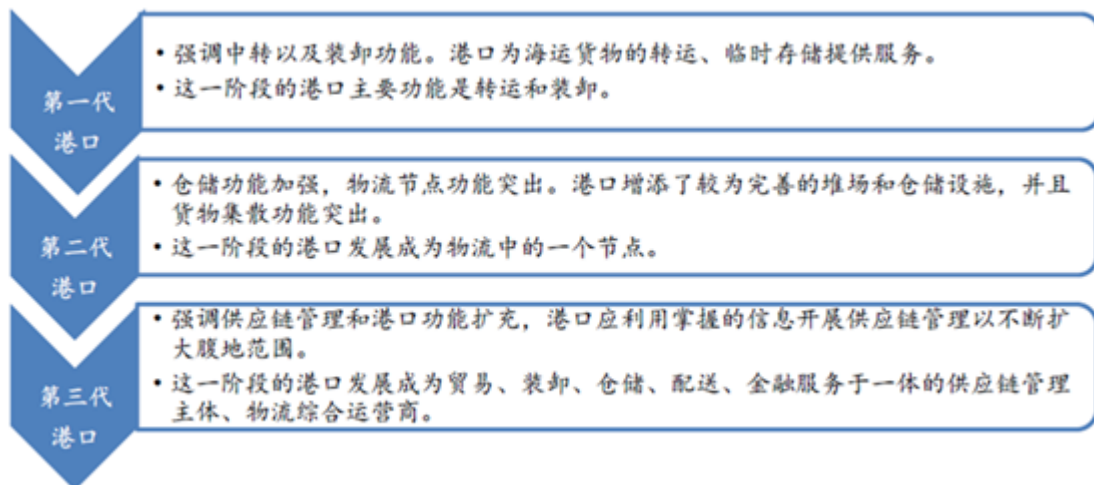 第一代
港口
• 强调中转以及装卸功能。港口为海运货物的转运、临时存储提供服务。
• 这一阶段的港口主要功能是转运和装卸。
第二代
港口
• 仓储功能加强，物流节点功能突出。港口增添了较为完善的堆场和仓储设施，并且
货物集散功能突出。
• 这一阶段的港口发展成为物流中的一个节点。
第三代
港口
• 强调供应链管理和港口功能扩充，港口应利用掌握的信息开展供应链管理以不断扩
大腹地范围。
• 这一阶段的港口发展成为贸易、装卸、仓储、配送、金融服务于一体的供应链管理
主体、物流综合运营商。